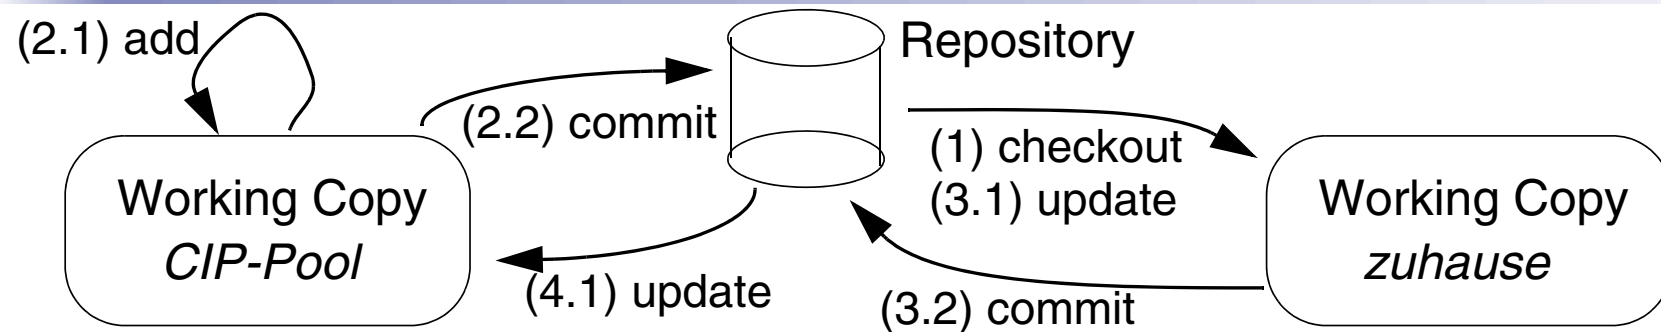 (2.1) add
Repository
(2.2) commit
(1) checkout
(3.1) update
Working Copy
CIP-Pool
Working Copy
zuhause
(4.1) update
(3.2) commit